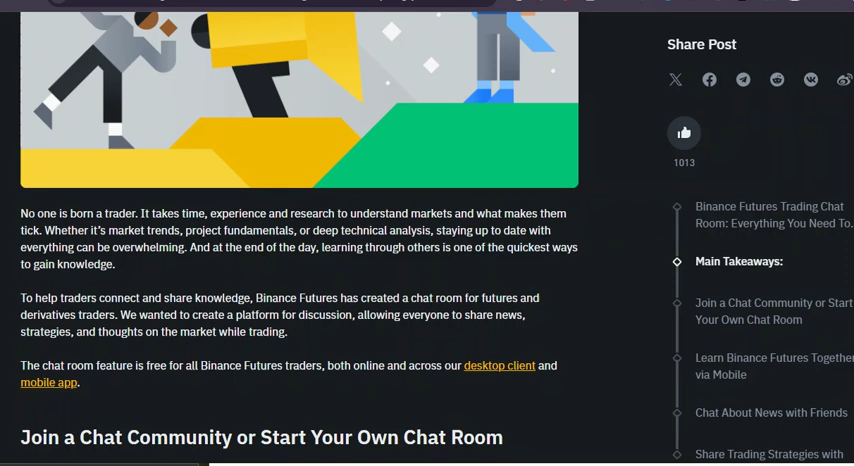 No one is born a trader. It takes time, experience and research to understand markets and what makes them
tick. Whether it's market trends, project fundamentals, or deep technical analysis, staying up to date with
everything can be overwhelming. And at the end of the day, learning through others is one of the quickest ways
to gain knowledge.
To help traders connect and share knowledge, Binance Futures has created a chat room for futures and
derivatives traders. We wanted to create a platform for discussion, allowing everyone to share news,
strategies, and thoughts on the market while trading.
The chat room feature is free for all Binance Futures traders, both online and across our desktop client and
mobile app.
Join a Chat Community or Start Your Own Chat Room
Share Post
1013
Binance Futures Trading Chat
Room: Everything You Need To..
Main Takeaways:
Join a Chat Community or Start
Your Own Chat Room
Learn Binance Futures Together
via Mobile
Chat About News with Friends
Share Trading Strategies with